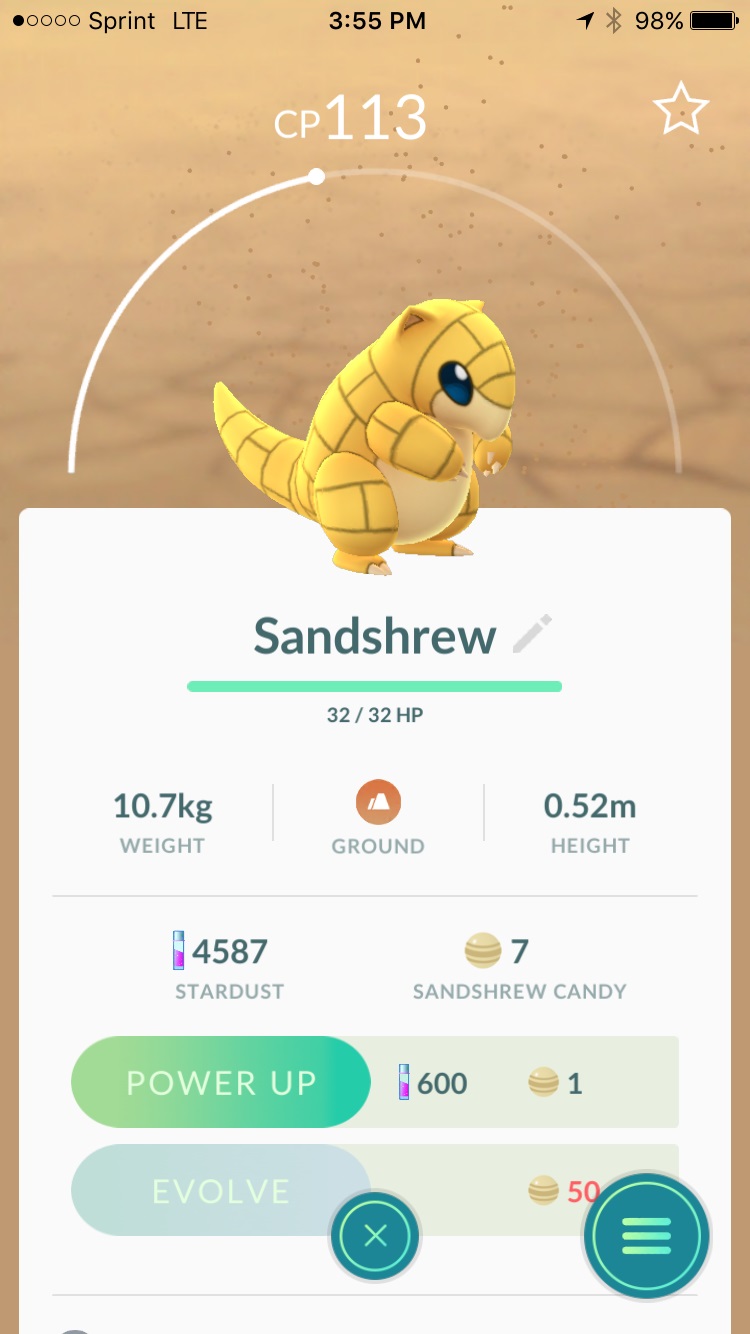 Sprint LTE 3:55 PM 98%
CP113
Sandshrew
32 / 32 HP
10.7kg 0.52m
WEIGHT GROUND HEIGHT
4587 7
STARDUST SANDSHREW CANDY
POWER UP 600 1
EVOLVE 50